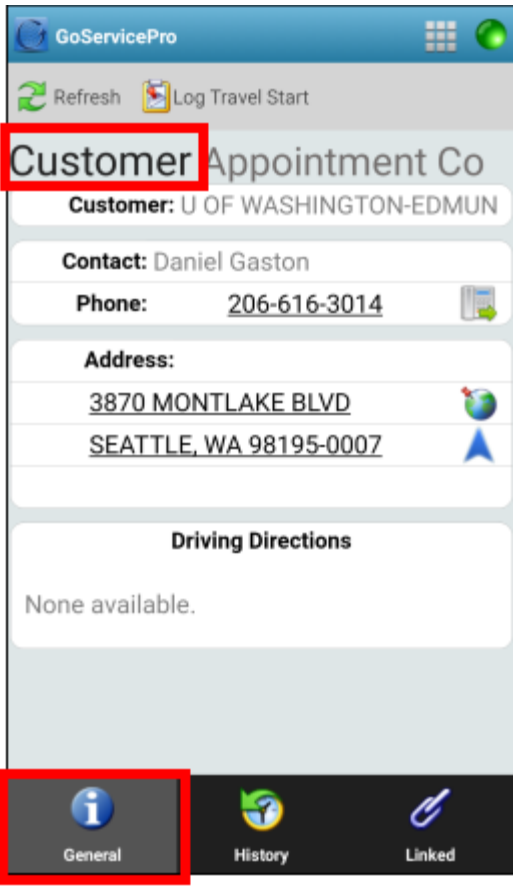 GoServicePro
Refresh Log Travel Start
Customer Appointment Co
Customer: U OF WASHINGTON-EDMUN
Contact: Daniel Gaston
Phone: 206-616-3014
Address:
3870 MONTLAKE BLVD
SEATTLE, WA 98195-0007
Driving Directions
None available.
General History Linked